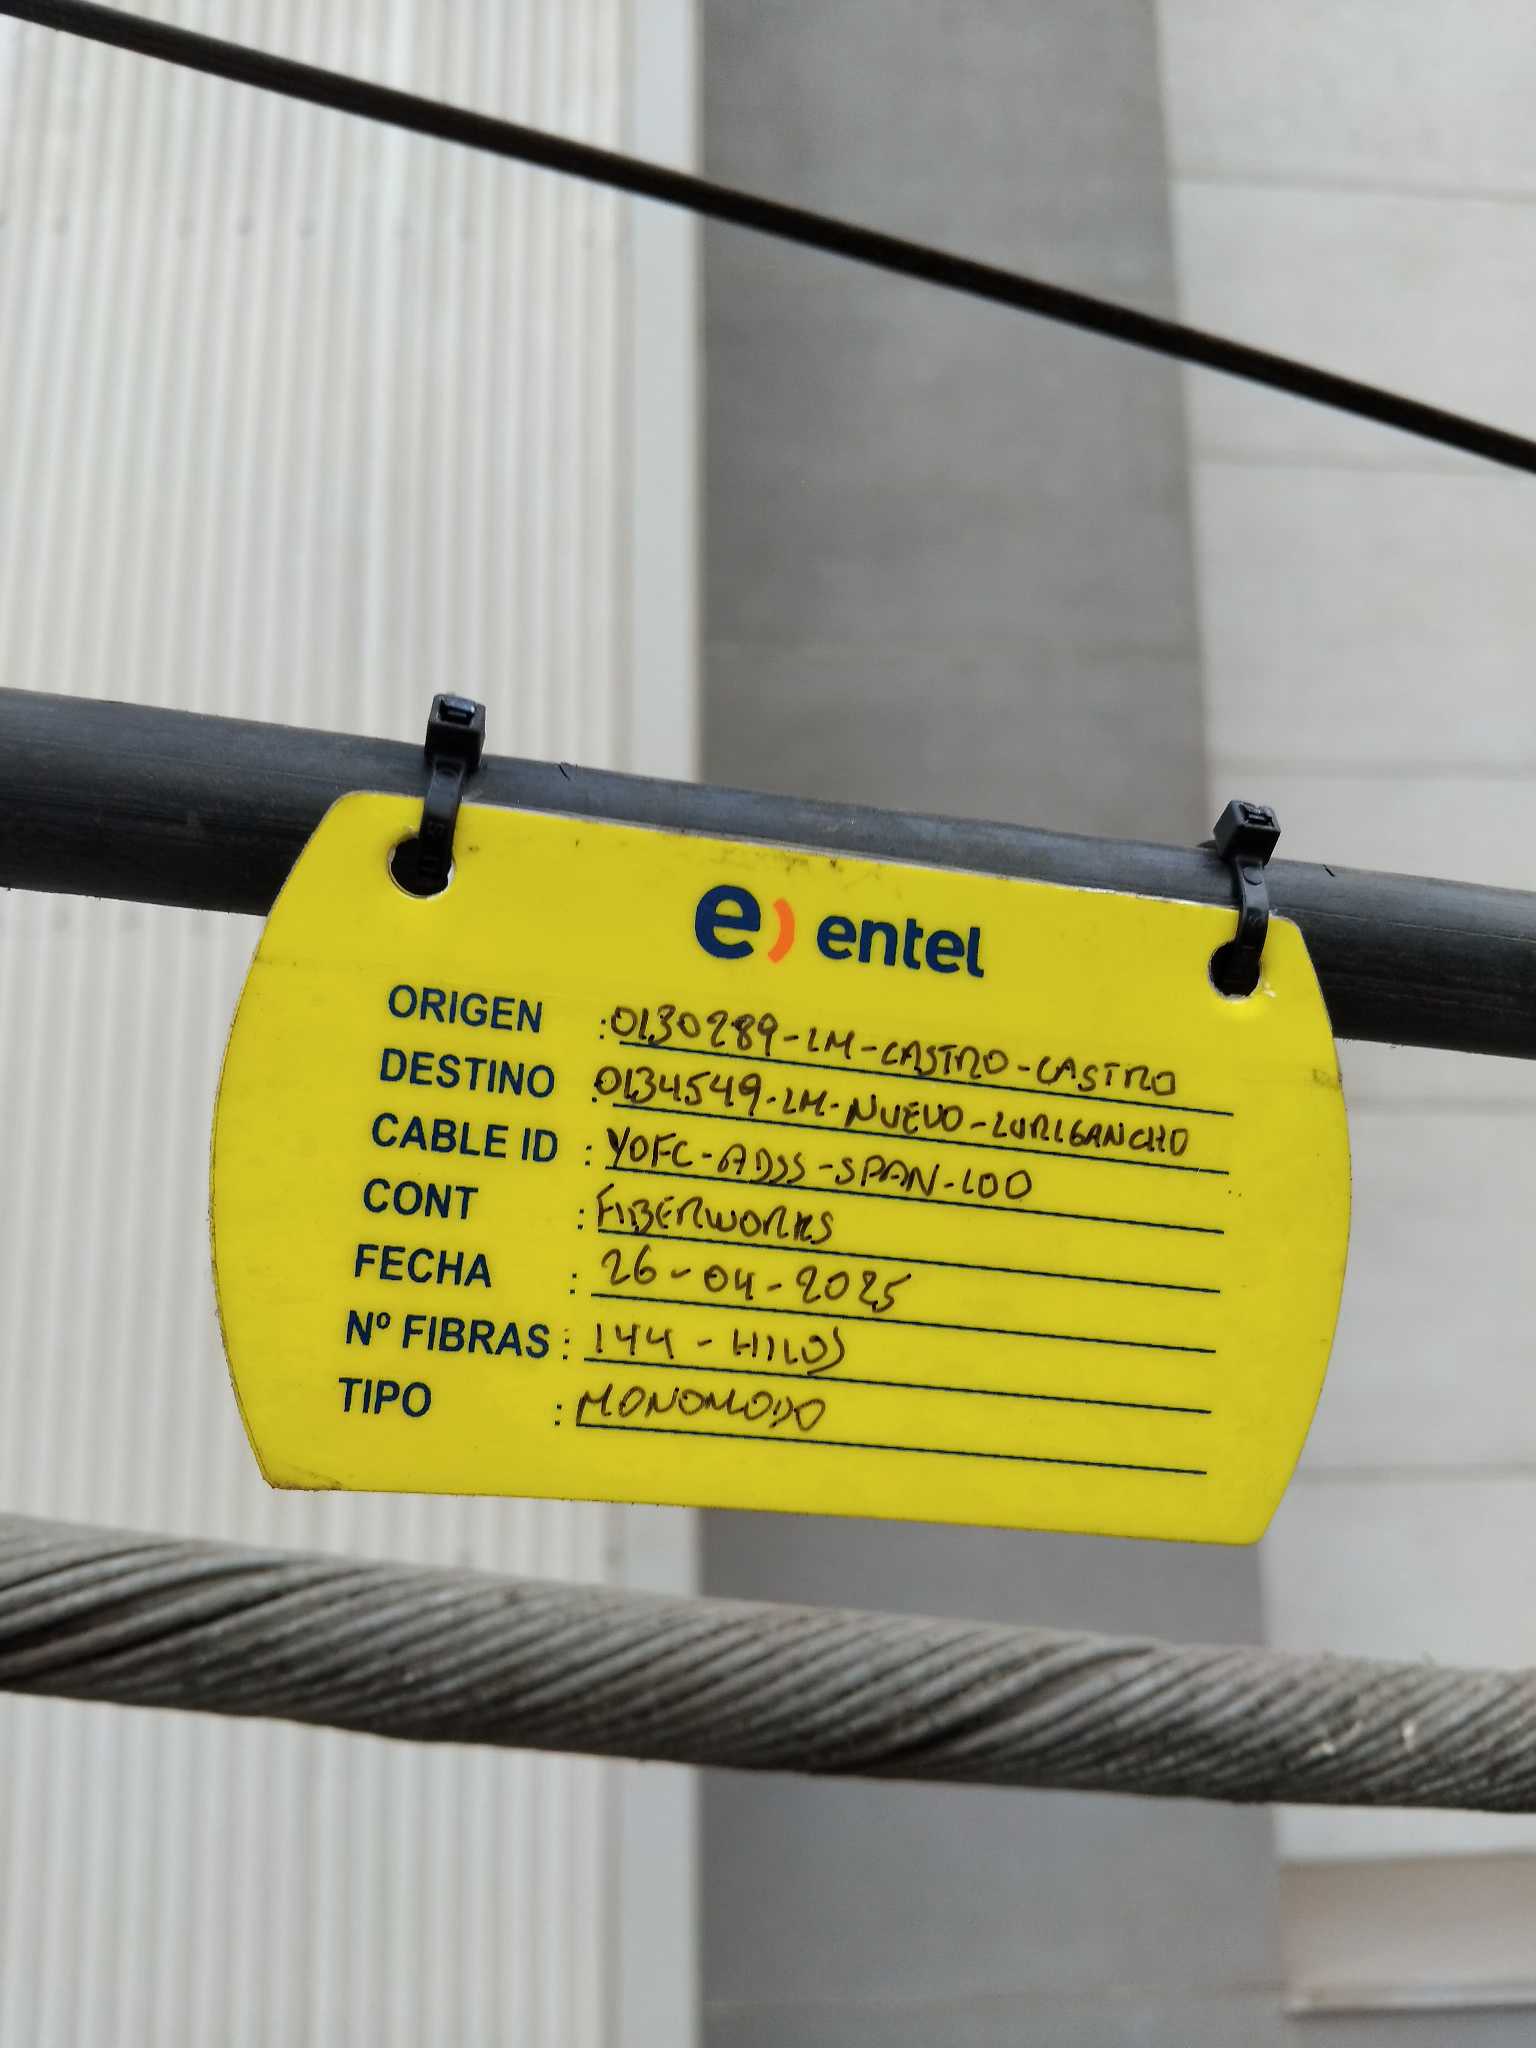 e) entel
ORIGEN : 0130289-LM-CASTRO-CASTRO
DESTINO : 0134549-LM-NUEVO-LURIGANCHO
CABLE ID : YOFC-ADSS-SPAN-100
CONT : FIBERWORKS
FECHA : 26-04-2025
Nº FIBRAS : 144 - HILOS
TIPO : MONOMODO